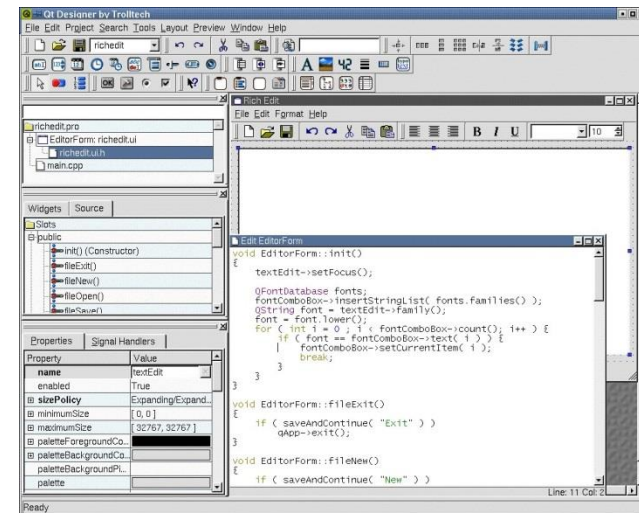 Qt Designer by Trolltech
File Edit Project Search Tools Layout Preview Window Help
richedit
richedit.pro
EditorForm: richedit.ui
richedit.ui.h
main.cpp
Widgets Source
Slots
public
init() (Constructor)
fileExit()
fileNew()
fileOpen()
fileSave()
Properties Signal Handlers
Property Value
name textEdit
enabled True
sizePolicy Expanding/Expand...
minimumSize [ 0, 0 ]
maximumSize [ 32767, 32767 ]
paletteForegroundCo...
paletteBackgroundCo...
paletteBackgroundPi...
palette
Rich Edit
File Edit Format Help
B I U 10
Edit EditorForm
void EditorForm::init()
{
textEdit->setFocus();
QFontDatabase fonts;
fontComboBox->insertStringList( fonts.families() );
QString font = textEdit->family();
font = font.lower();
for ( int i = 0 ; i < fontComboBox->count(); i++ ) {
if ( font == fontComboBox->text( i ) ) {
fontComboBox->setCurrentItem( i );
break;
}
}
}
void EditorForm::fileExit()
{
if ( saveAndContinue( "Exit" ) )
qApp->exit();
}
void EditorForm::fileNew()
{
if ( saveAndContinue( "New" ) )
Line: 11 Col: 2
Ready